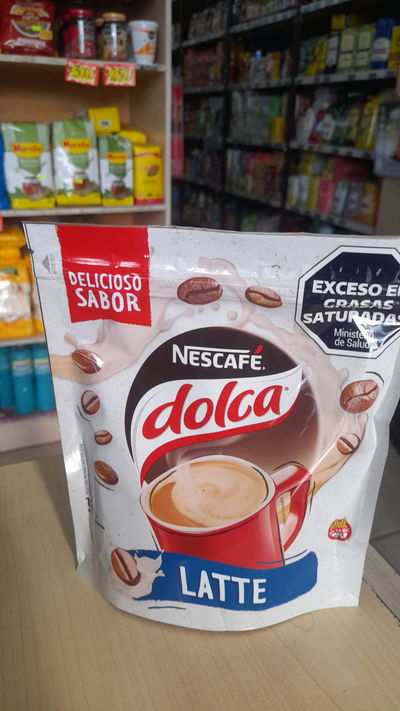 DELICIOSO
SABOR
EXCESO EN
GRASAS
SATURADAS
Ministerio
de Salud
NESCAFÉ
dolca
LATTE